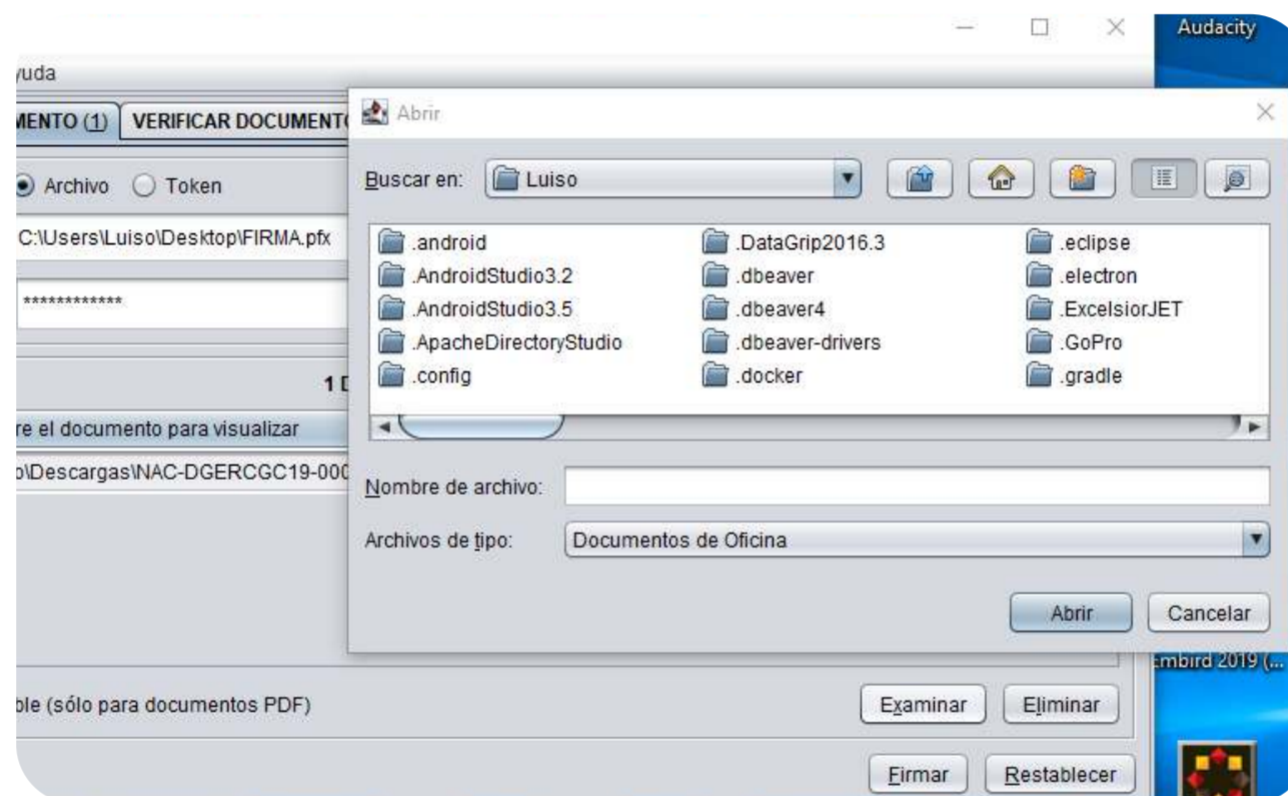 Audacity
yuda
MENTO (1) VERIFICAR DOCUMENTO
Archivo Token
C:\Users\Luiso\Desktop\FIRMA.pfx
************
1 D
re el documento para visualizar
o\Descargas\NAC-DGERCGC19-000
Abrir
Buscar en: Luiso
.android .DataGrip2016.3 .eclipse
.AndroidStudio3.2 .dbeaver .electron
.AndroidStudio3.5 .dbeaver4 .ExcelsiorJET
.ApacheDirectoryStudio .dbeaver-drivers .GoPro
.config .docker .gradle
Nombre de archivo:
Archivos de tipo: Documentos de Oficina
Abrir Cancelar
embird 2019 (...
ble (sólo para documentos PDF) Examinar Eliminar
Firmar Restablecer